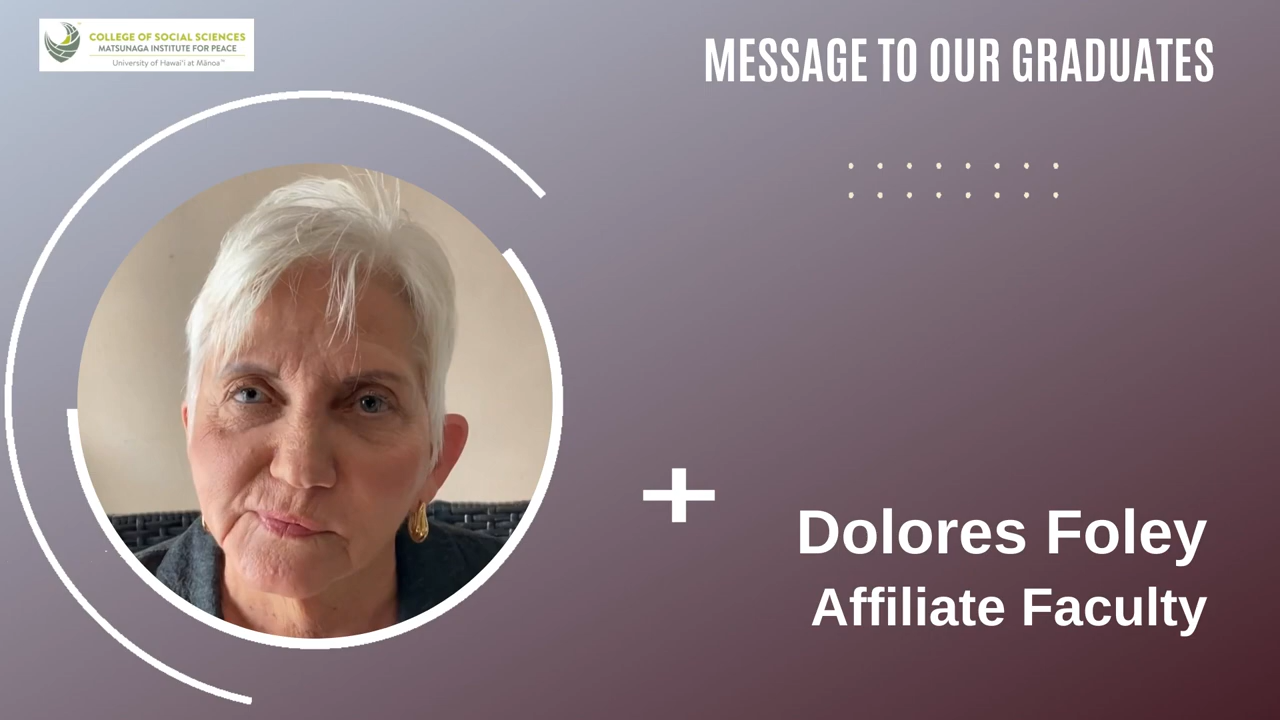 COLLEGE OF SOCIAL SCIENCES
MATSUNAGA INSTITUTE FOR PEACE
University of Hawai'i at Mānoa™
MESSAGE TO OUR GRADUATES
Dolores Foley
Affiliate Faculty